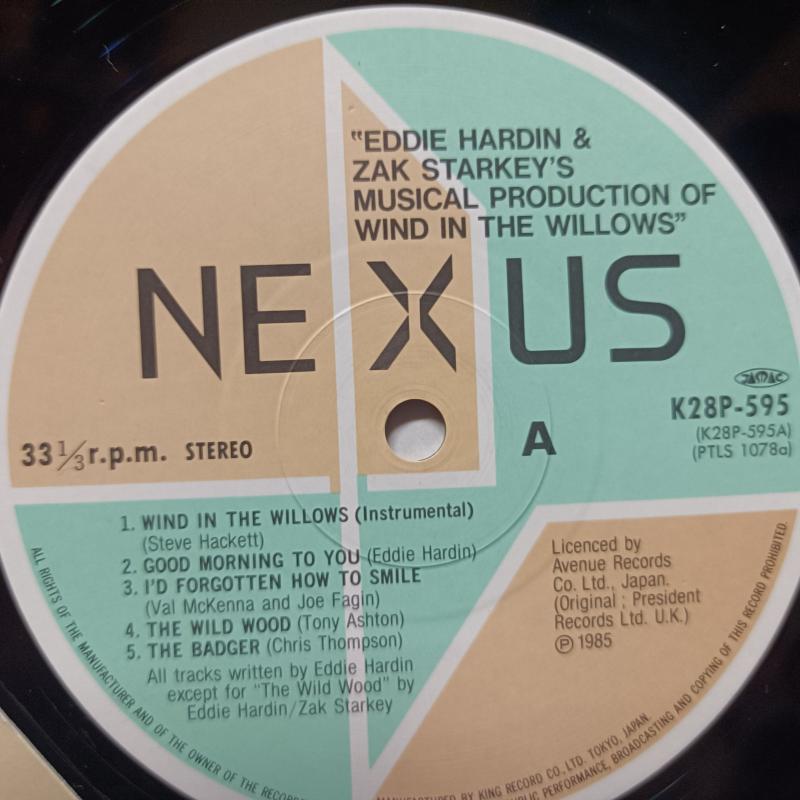 "EDDIE HARDIN &
ZAK STARKEY'S
MUSICAL PRODUCTION OF
WIND IN THE WILLOWS"
NEXUS
JASRAC
K28P-595
(K28P-595A)
(PTLS 1078a)
A
33 1/3 r.p.m. STEREO
1. WIND IN THE WILLOWS (Instrumental)
(Steve Hackett)
2. GOOD MORNING TO YOU (Eddie Hardin)
3. I'D FORGOTTEN HOW TO SMILE
(Val McKenna and Joe Fagin)
4. THE WILD WOOD (Tony Ashton)
5. THE BADGER (Chris Thompson)
All tracks written by Eddie Hardin
except for "The Wild Wood" by
Eddie Hardin/Zak Starkey
Licenced by
Avenue Records
Co. Ltd., Japan.
(Original ; President
Records Ltd. U.K.)
Ⓟ 1985
ALL RIGHTS OF THE MANUFACTURER AND OF THE OWNER OF THE
PERFORMANCE, BROADCASTING AND COPYING OF THIS RECORD PROHIBITED.
MANUFACTURED BY KING RECORD CO., LTD. TOKYO, JAPAN.